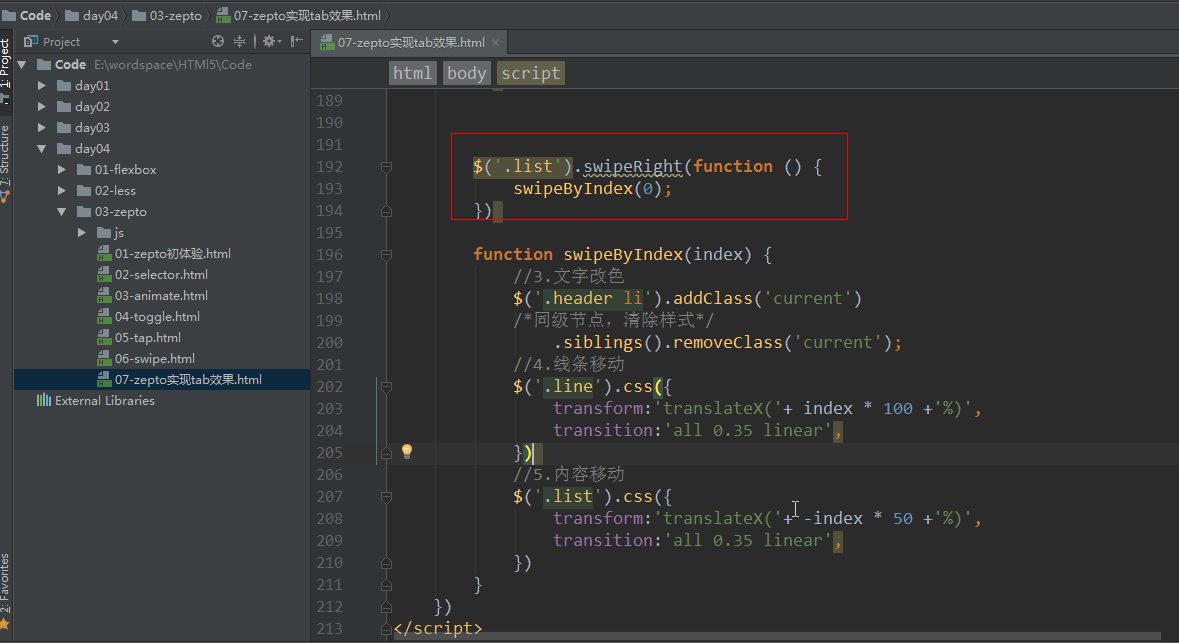 Code day04 03-zepto 07-zepto实现tab效果.html
1: Project
7: Structure
2: Favorites
Project
Code E:\wordspace\HTMl5\Code
day01
day02
day03
day04
01-flexbox
02-less
03-zepto
js
01-zepto初体验.html
02-selector.html
03-animate.html
04-toggle.html
05-tap.html
06-swipe.html
07-zepto实现tab效果.html
External Libraries
07-zepto实现tab效果.html
html body script
189
190
191
192 $('.list').swipeRight(function () {
193 swipeByIndex(0);
194 })
195
196 function swipeByIndex(index) {
197 //3.文字改色
198 $('.header li').addClass('current')
199 /*同级节点，清除样式*/
200 .siblings().removeClass('current');
201 //4.线条移动
202 $('.line').css({
203 transform:'translateX('+ index * 100 +'%)',
204 transition:'all 0.35 linear',
205 })
206 //5.内容移动
207 $('.list').css({
208 transform:'translateX('+ -index * 50 +'%)',
209 transition:'all 0.35 linear',
210 })
211 }
212 })
213 </script>